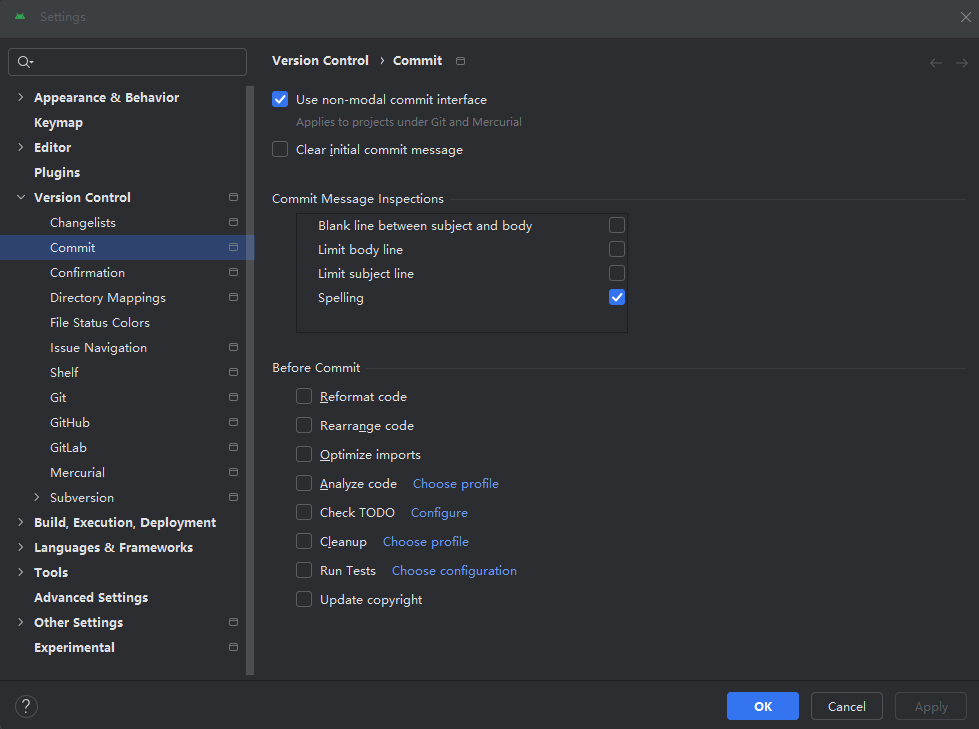 Settings
Version Control › Commit
Appearance & Behavior
Keymap
Editor
Plugins
Version Control
Changelists
Commit
Confirmation
Directory Mappings
File Status Colors
Issue Navigation
Shelf
Git
GitHub
GitLab
Mercurial
Subversion
Build, Execution, Deployment
Languages & Frameworks
Tools
Advanced Settings
Other Settings
Experimental
Use non-modal commit interface
Applies to projects under Git and Mercurial
Clear initial commit message
Commit Message Inspections
Blank line between subject and body
Limit body line
Limit subject line
Spelling
Before Commit
Reformat code
Rearrange code
Optimize imports
Analyze code Choose profile
Check TODO Configure
Cleanup Choose profile
Run Tests Choose configuration
Update copyright
?
OK Cancel Apply